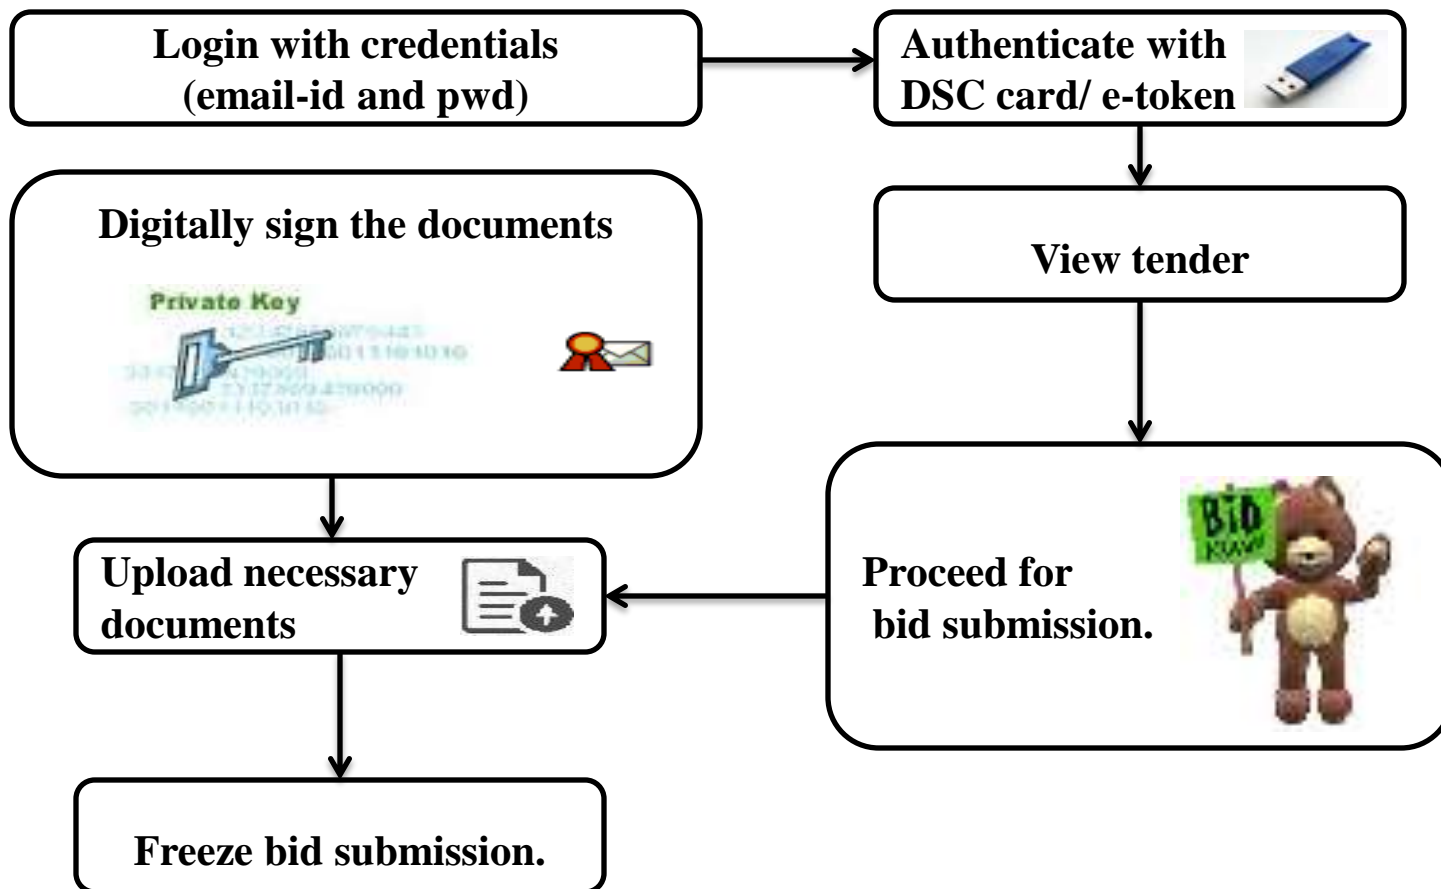 Login with credentials
(email-id and pwd)
Authenticate with
DSC card/ e-token
Digitally sign the documents
Private Key
View tender
Upload necessary
documents
Proceed for
bid submission.
BiD
Freeze bid submission.